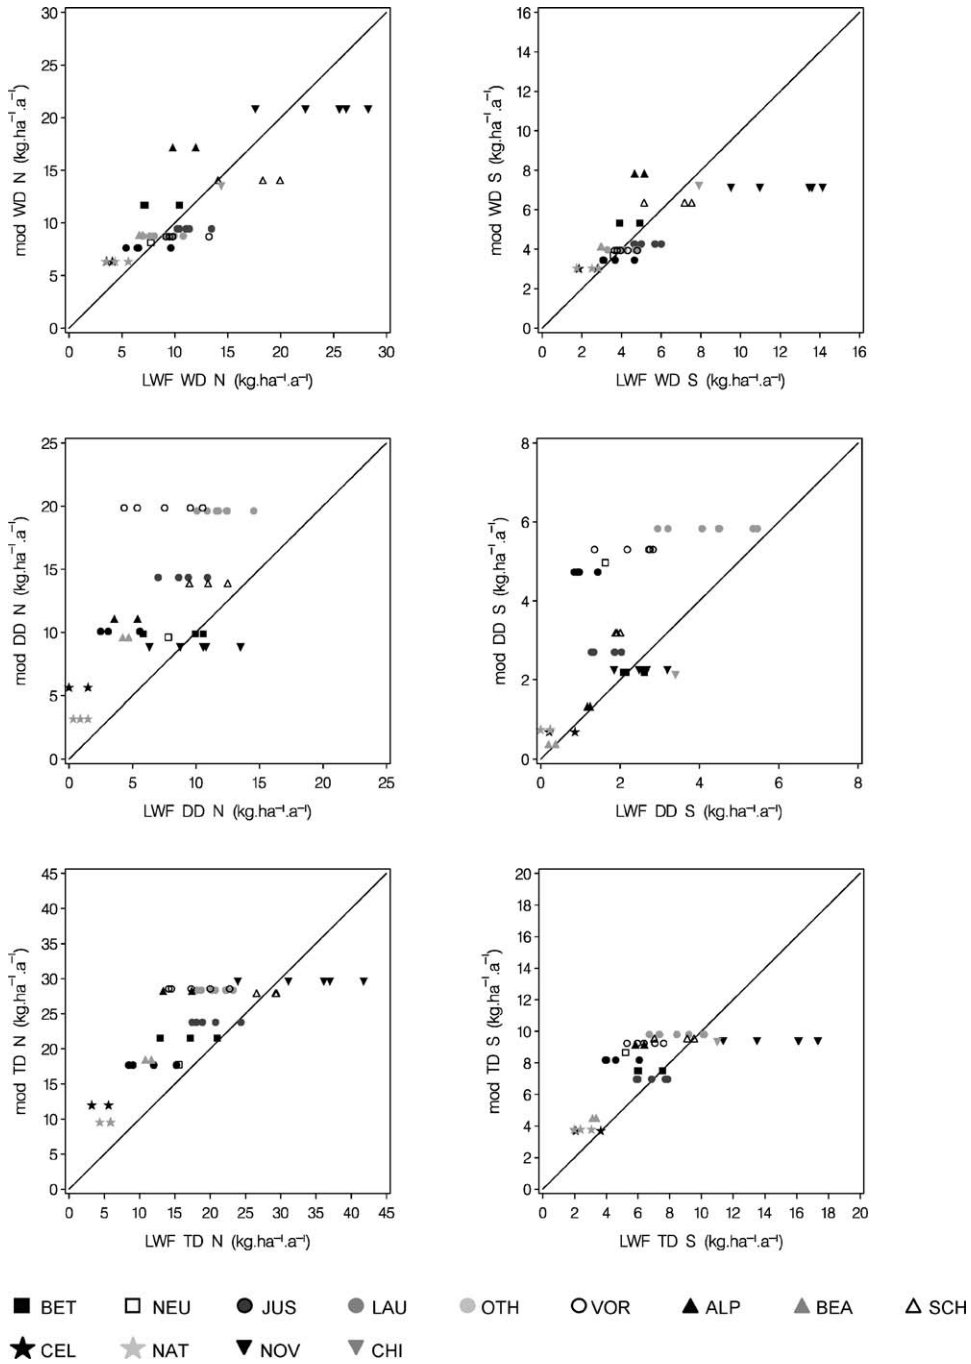 30
25
20
15
10
5
0
mod WD N (kg.ha⁻¹.a⁻¹)
0 5 10 15 20 25 30
LWF WD N (kg.ha⁻¹.a⁻¹)
16
14
12
10
8
6
4
2
0
mod WD S (kg.ha⁻¹.a⁻¹)
0 2 4 6 8 10 12 14 16
LWF WD S (kg.ha⁻¹.a⁻¹)
25
20
15
10
5
0
mod DD N (kg.ha⁻¹.a⁻¹)
0 5 10 15 20 25
LWF DD N (kg.ha⁻¹.a⁻¹)
8
6
4
2
0
mod DD S (kg.ha⁻¹.a⁻¹)
0 2 4 6 8
LWF DD S (kg.ha⁻¹.a⁻¹)
45
40
35
30
25
20
15
10
5
0
mod TD N (kg.ha⁻¹.a⁻¹)
0 5 10 15 20 25 30 35 40 45
LWF TD N (kg.ha⁻¹.a⁻¹)
20
18
16
14
12
10
8
6
4
2
0
mod TD S (kg.ha⁻¹.a⁻¹)
0 2 4 6 8 10 12 14 16 18 20
LWF TD S (kg.ha⁻¹.a⁻¹)
BET NEU JUS LAU OTH VOR ALP BEA SCH
CEL NAT NOV CHI